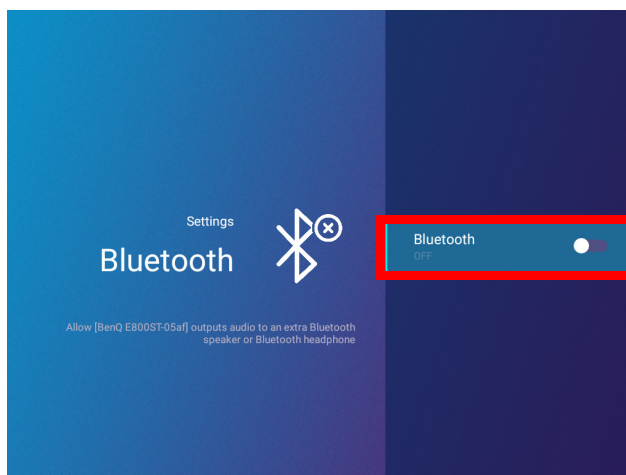 Settings
Bluetooth
Allow [BenQ E800ST-05af] outputs audio to an extra Bluetooth
speaker or Bluetooth headphone
Bluetooth
OFF